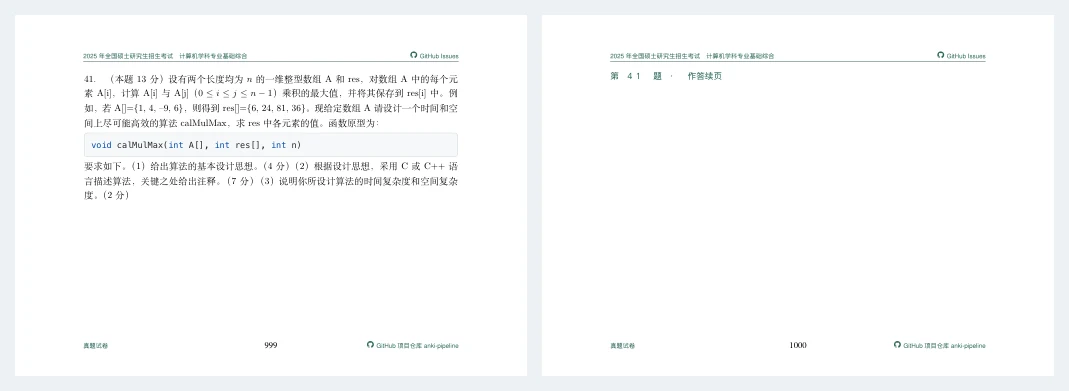 2025 年全国硕士研究生招生考试 计算机学科专业基础综合
GitHub Issues
41. （本题 13 分）设有两个长度均为 n 的一维整型数组 A 和 res，对数组 A 中的每个元
素 A[i]，计算 A[i] 与 A[j]（0 ≤ i ≤ j ≤ n − 1）乘积的最大值，并将其保存到 res[i] 中。例
如，若 A[]={1, 4, –9, 6}，则得到 res[]={6, 24, 81, 36}。现给定数组 A 请设计一个时间和空
间上尽可能高效的算法 calMulMax，求 res 中各元素的值。函数原型为：
void calMulMax(int A[], int res[], int n)
要求如下。（1）给出算法的基本设计思想。（4 分）（2）根据设计思想，采用 C 或 C++ 语
言描述算法，关键之处给出注释。（7 分）（3）说明你所设计算法的时间复杂度和空间复杂
度。（2 分）
真题试卷
999
GitHub 项目仓库 anki-pipeline
2025 年全国硕士研究生招生考试 计算机学科专业基础综合
GitHub Issues
第 41 题 · 作答续页
真题试卷
1000
GitHub 项目仓库 anki-pipeline